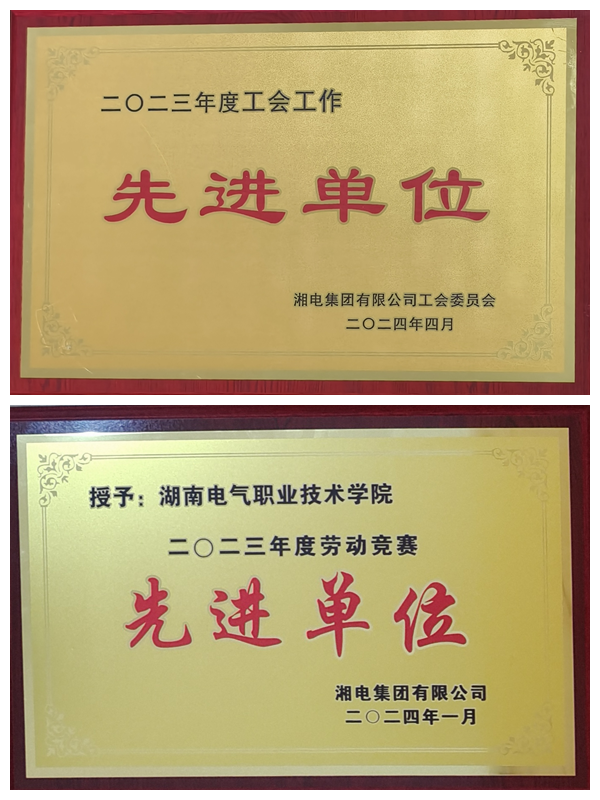 二〇二三年度工会工作
先进单位
湘电集团有限公司工会委员会
二〇二四年四月
授予：湖南电气职业技术学院
二〇二三年度劳动竞赛
先进单位
湘电集团有限公司
二〇二四年一月